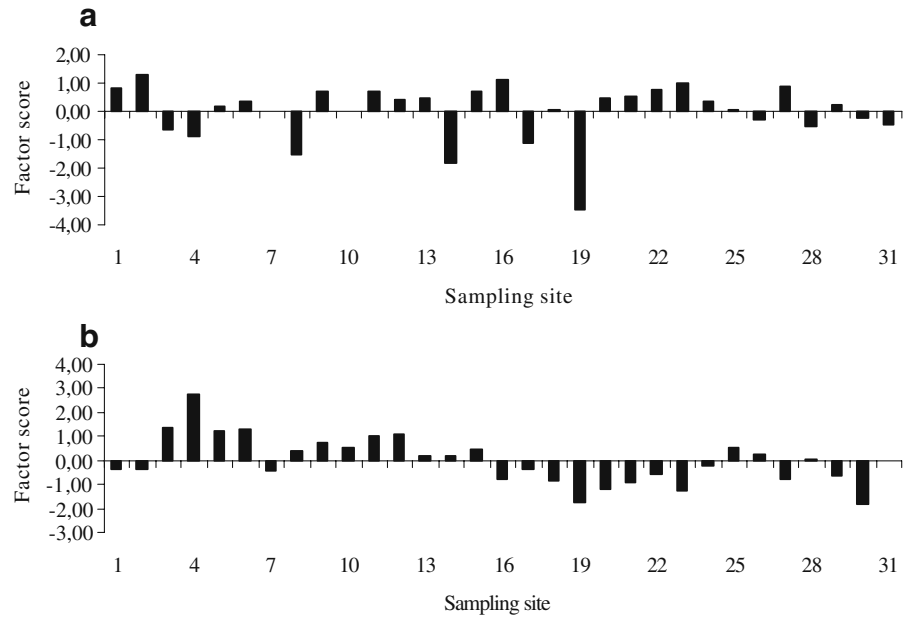 a
2,00
1,00
0,00
-1,00
-2,00
-3,00
-4,00
Factor score
1 4 7 10 13 16 19 22 25 28 31
Sampling site
b
4,00
3,00
2,00
1,00
0,00
-1,00
-2,00
-3,00
Factor score
1 4 7 10 13 16 19 22 25 28 31
Sampling site